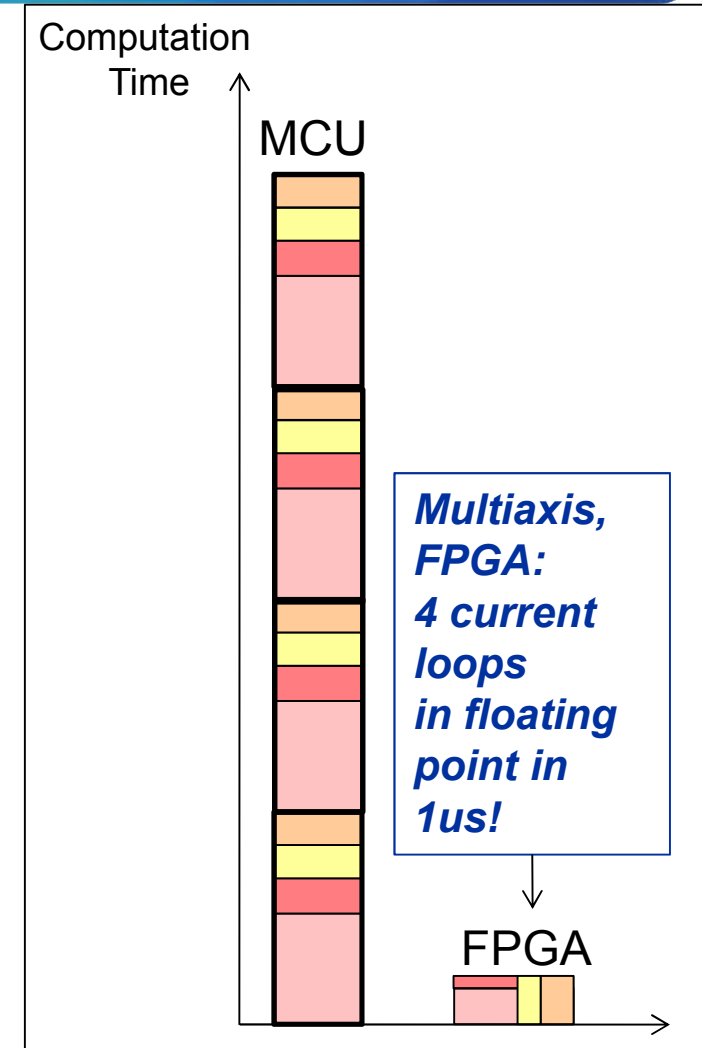 Computation
Time
MCU
Multiaxis,
FPGA:
4 current
loops
in floating
point in
1us!
FPGA